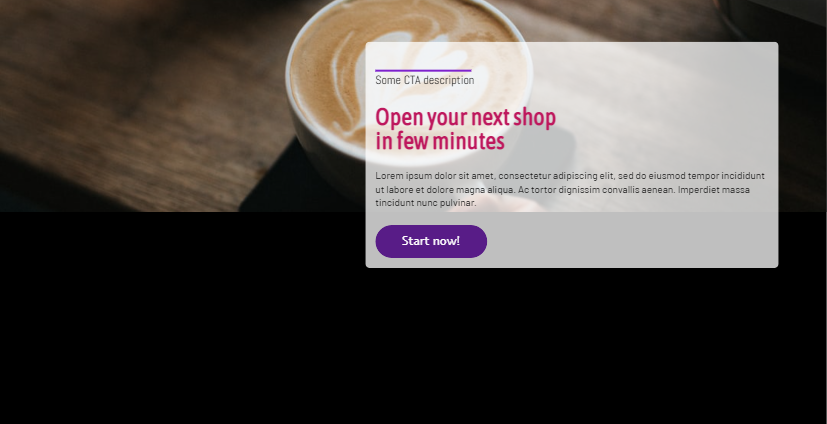 Some CTA description
Open your next shop
in few minutes
Lorem ipsum dolor sit amet, consectetur adipiscing elit, sed do eiusmod tempor incididunt
ut labore et dolore magna aliqua. Ac tortor dignissim convallis aenean. Imperdiet massa
tincidunt nunc pulvinar.
Start now!